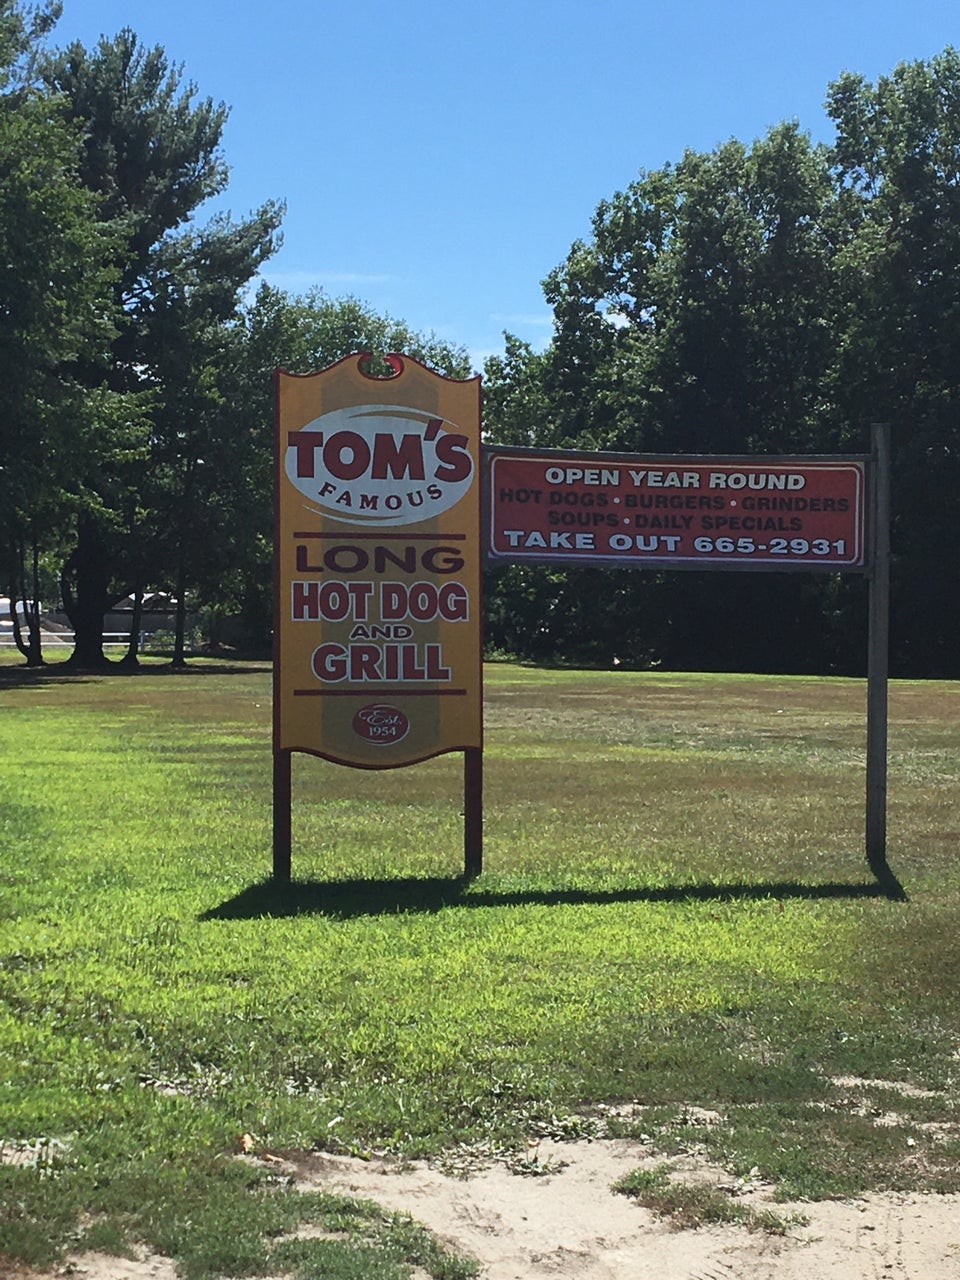 TOM'S
FAMOUS
LONG
HOT DOG
AND
GRILL
Est.
1954
OPEN YEAR ROUND
HOT DOGS • BURGERS • GRINDERS
SOUPS • DAILY SPECIALS
TAKE OUT 665-2931